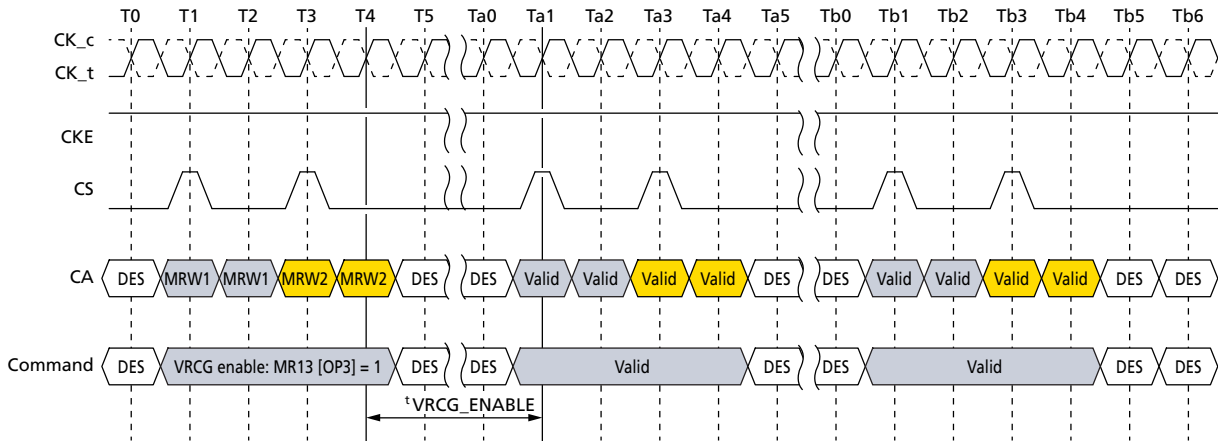 T0 T1 T2 T3 T4 T5 Ta0 Ta1 Ta2 Ta3 Ta4 Ta5 Tb0 Tb1 Tb2 Tb3 Tb4 Tb5 Tb6
CK_c
CK_t
CKE
CS
CA DES MRW1 MRW1 MRW2 MRW2 DES DES Valid Valid Valid Valid DES DES Valid Valid Valid Valid DES DES
Command DES VRCG enable: MR13 [OP3] = 1 DES DES Valid DES DES Valid DES DES
tVRCG_ENABLE